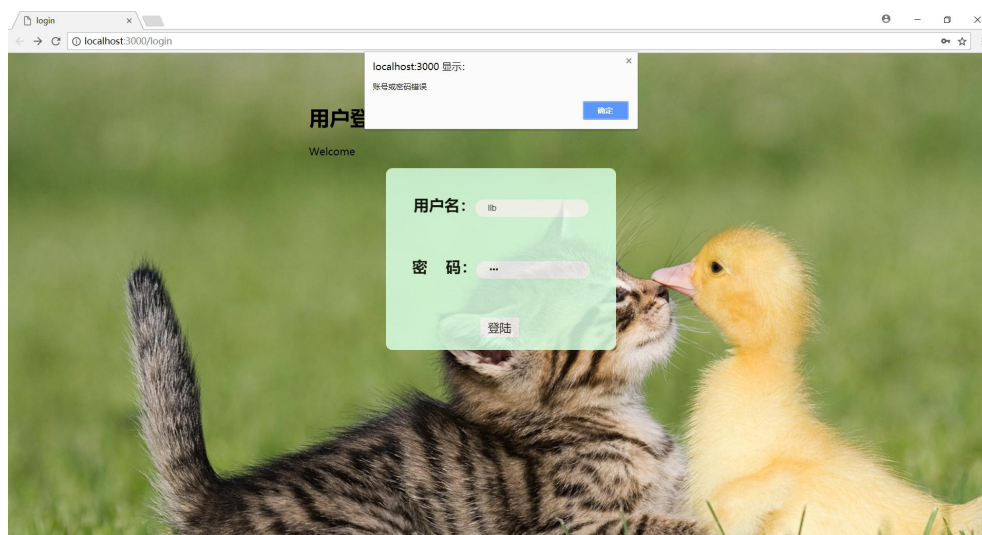 login
localhost:3000/login
localhost:3000 显示:
账号或密码错误
确定
用户登
Welcome
用户名:
llb
密 码:
•••
登陆